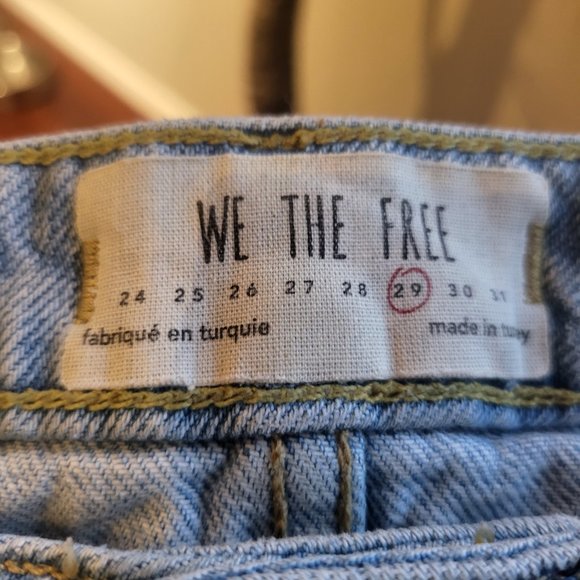 WE THE FREE
24 25 26 27 28 29 30 31
fabriqué en turquie made in turkey